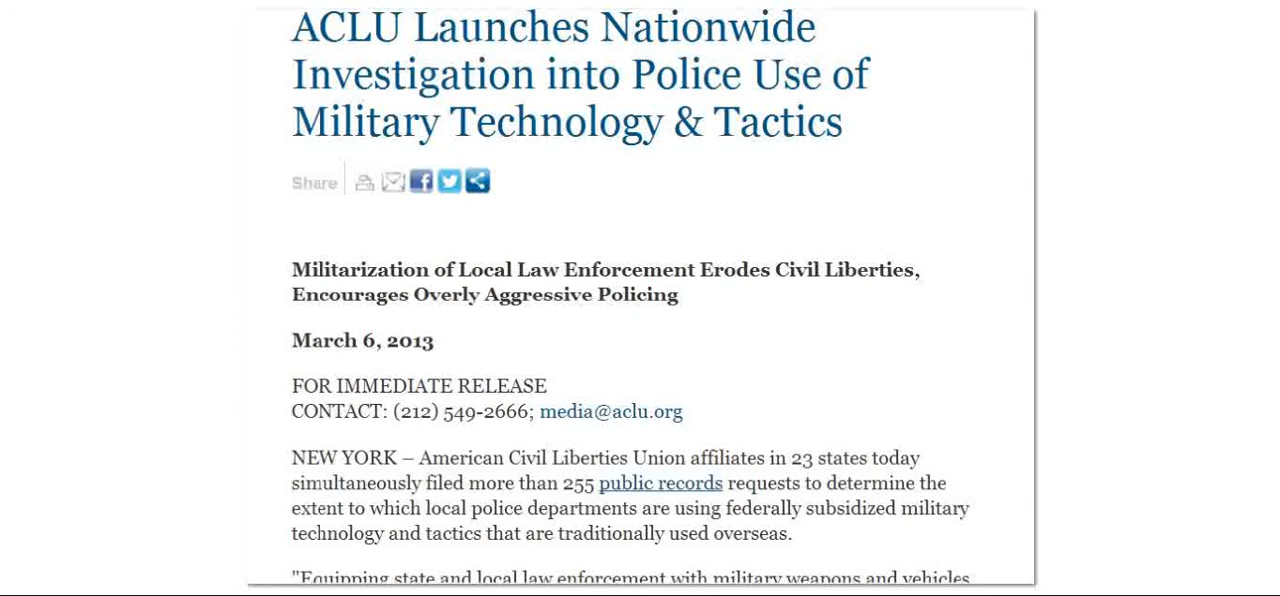 ACLU Launches Nationwide
Investigation into Police Use of
Military Technology & Tactics
Share
Militarization of Local Law Enforcement Erodes Civil Liberties,
Encourages Overly Aggressive Policing
March 6, 2013
FOR IMMEDIATE RELEASE
CONTACT: (212) 549-2666; media@aclu.org
NEW YORK – American Civil Liberties Union affiliates in 23 states today
simultaneously filed more than 255 public records requests to determine the
extent to which local police departments are using federally subsidized military
technology and tactics that are traditionally used overseas.
"Equipping state and local law enforcement with military weapons and vehicles